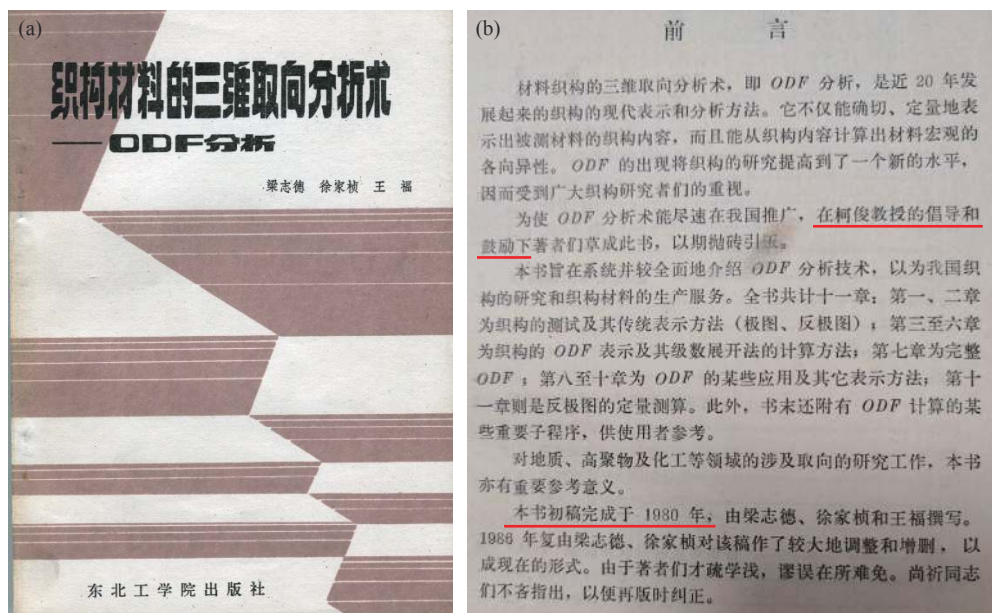 (a)
织构材料的三维取向分析术
——ODF分析
梁志德 徐家桢 王 福
东北工学院出版社
(b)
前 言
材料织构的三维取向分析术，即 ODF 分析，是近 20 年发
展起来的织构的现代表示和分析方法。它不仅能确切、定量地表
示出被测材料的织构内容，而且能从织构内容计算出材料宏观的
各向异性。ODF 的出现将织构的研究提高到了一个新的水平，
因而受到广大织构研究者们的重视。
为使 ODF 分析术能尽速在我国推广，在柯俊教授的倡导和
鼓励下著者们草成此书，以期抛砖引玉。
本书旨在系统并较全面地介绍 ODF 分析技术，以为我国织
构的研究和织构材料的生产服务。全书共计十一章；第一、二章
为织构的测试及其传统表示方法（极图、反极图）；第三至六章
为织构的 ODF 表示及其级数展开法的计算方法；第七章为完整
ODF；第八至十章为 ODF 的某些应用及其它表示方法；第十
一章则是反极图的定量测算。此外，书末还附有 ODF 计算的某
些重要子程序，供使用者参考。
对地质、高聚物及化工等领域的涉及取向的研究工作，本书
亦有重要参考意义。
本书初稿完成于 1980 年，由梁志德、徐家桢和王福撰写。
1986 年复由梁志德、徐家桢对该稿作了较大地调整和增删，以
成现在的形式。由于著者们才疏学浅，谬误在所难免。尚祈同志
们不吝指出，以便再版时纠正。